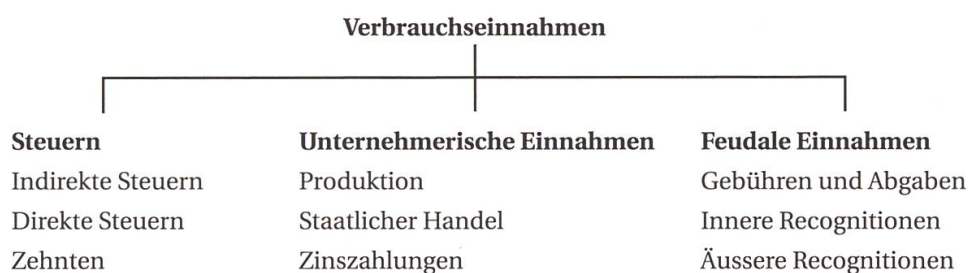 Verbrauchseinnahmen
Steuern
Indirekte Steuern
Direkte Steuern
Zehnten
Unternehmerische Einnahmen
Produktion
Staatlicher Handel
Zinszahlungen
Feudale Einnahmen
Gebühren und Abgaben
Innere Recognitionen
Äussere Recognitionen